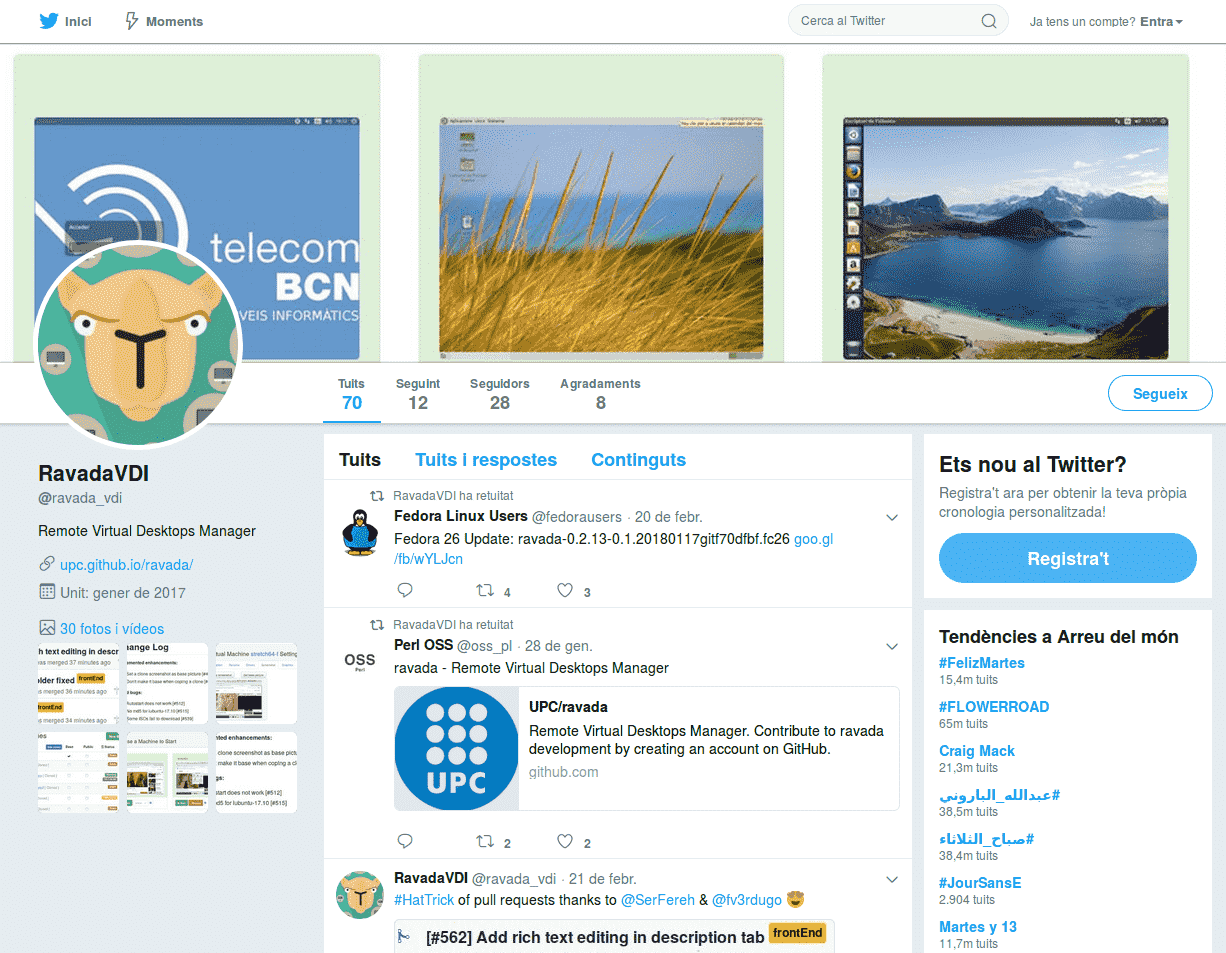 Inici
Moments
Cerca al Twitter
Ja tens un compte? Entra
Acceder
telecom
BCN
VEIS INFORMÀTICS
Tuits
70
Seguint
12
Seguidors
28
Agradaments
8
Segueix
RavadaVDI
@ravada_vdi
Remote Virtual Desktops Manager
upc.github.io/ravada/
Unit: gener de 2017
30 fotos i vídeos
Tuits
Tuits i respostes
Continguts
RavadaVDI ha retuitat
Fedora Linux Users @fedorausers · 20 de febr.
Fedora 26 Update: ravada-0.2.13-0.1.20180117gitf70dfbf.fc26 goo.gl
/fb/wYLJcn
4
3
RavadaVDI ha retuitat
OSS
Perl
Perl OSS @oss_pl · 28 de gen.
ravada - Remote Virtual Desktops Manager
UPC
UPC/ravada
Remote Virtual Desktops Manager. Contribute to ravada
development by creating an account on GitHub.
github.com
2
2
RavadaVDI @ravada_vdi · 21 de febr.
#HatTrick of pull requests thanks to @SerFereh & @fv3rdugo
[#562] Add rich text editing in description tab frontEnd
Ets nou al Twitter?
Registra't ara per obtenir la teva pròpia
cronologia personalitzada!
Registra't
Tendències a Arreu del món
#FelizMartes
15,4m tuits
#FLOWERROAD
65m tuits
Craig Mack
21,3m tuits
#عبدالله_الباروني
38,5m tuits
#صباح_الثلاثاء
38,4m tuits
#JourSansE
2.904 tuits
Martes y 13
11,7m tuits